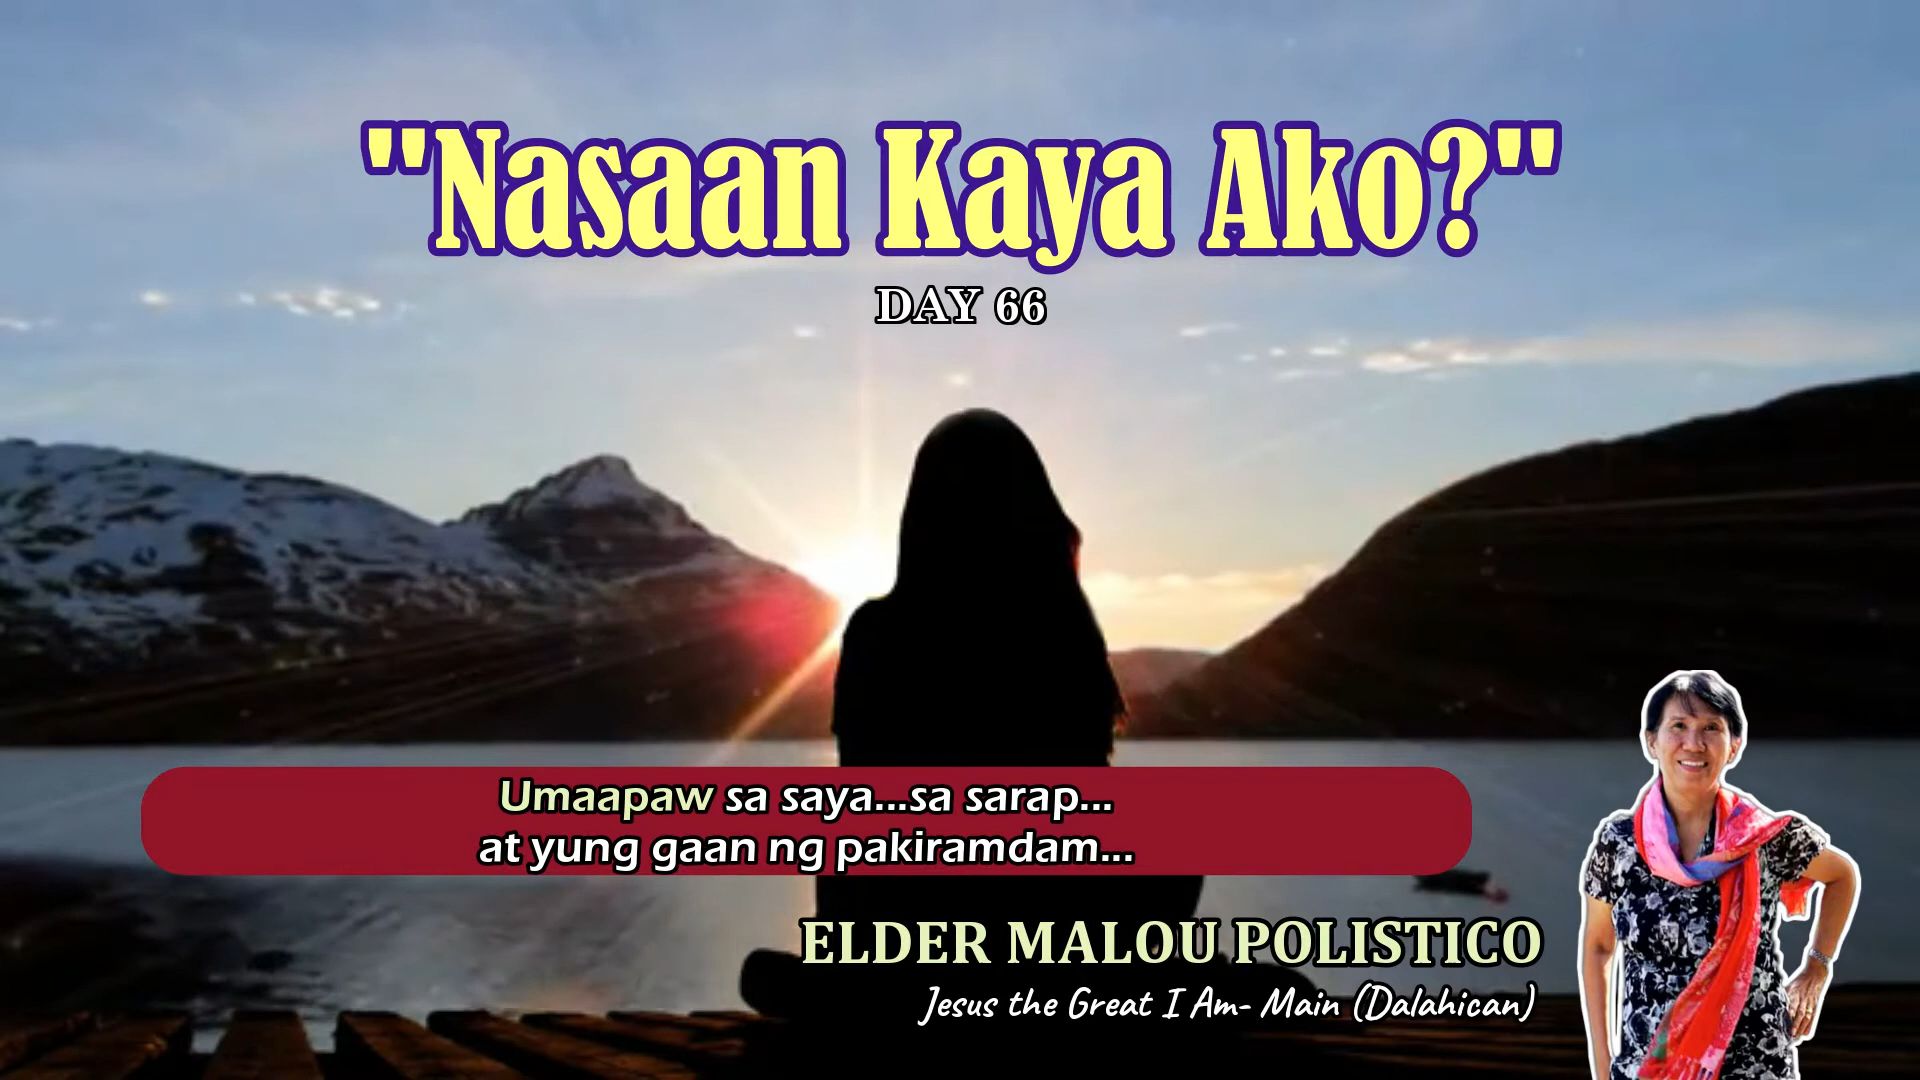 "Nasaan Kaya Ako?"
DAY 66
Umaapaw sa saya...sa sarap...
at yung gaan ng pakiramdam...
ELDER MALOU POLISTICO
Jesus the Great I Am- Main (Dalahican)